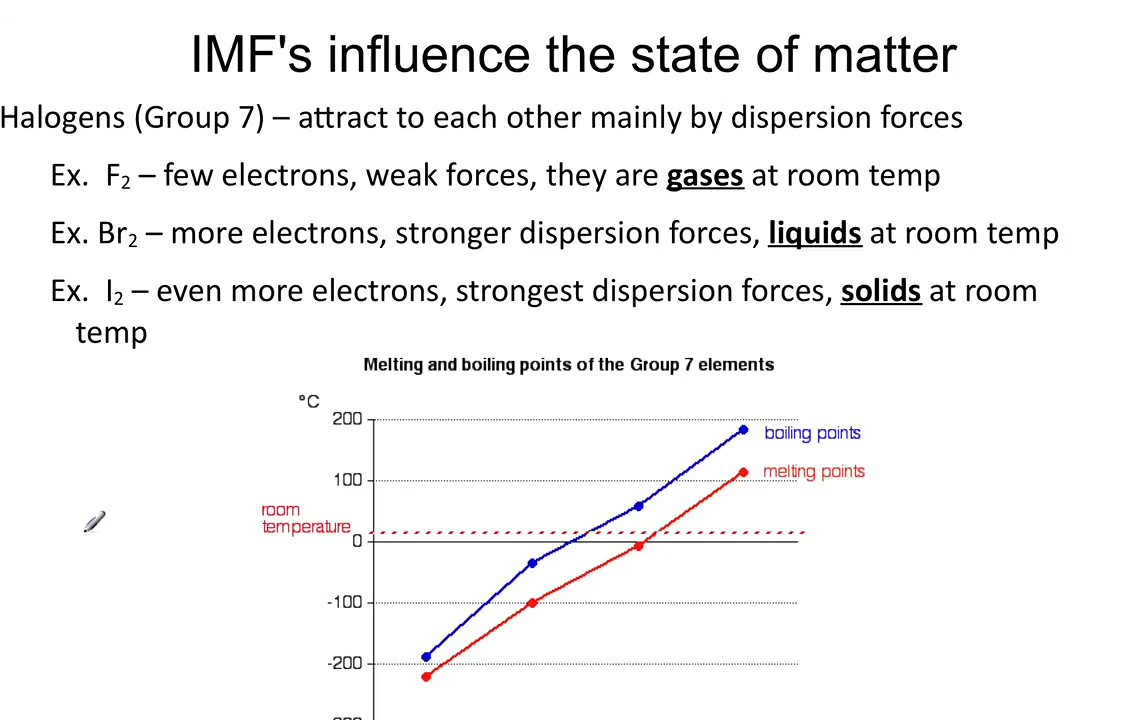 IMF's influence the state of matter
Halogens (Group 7) – attract to each other mainly by dispersion forces
Ex. F₂ – few electrons, weak forces, they are gases at room temp
Ex. Br₂ – more electrons, stronger dispersion forces, liquids at room temp
Ex. I₂ – even more electrons, strongest dispersion forces, solids at room
temp
Melting and boiling points of the Group 7 elements
°C
200
boiling points
melting points
100
room
temperature
0
-100
-200